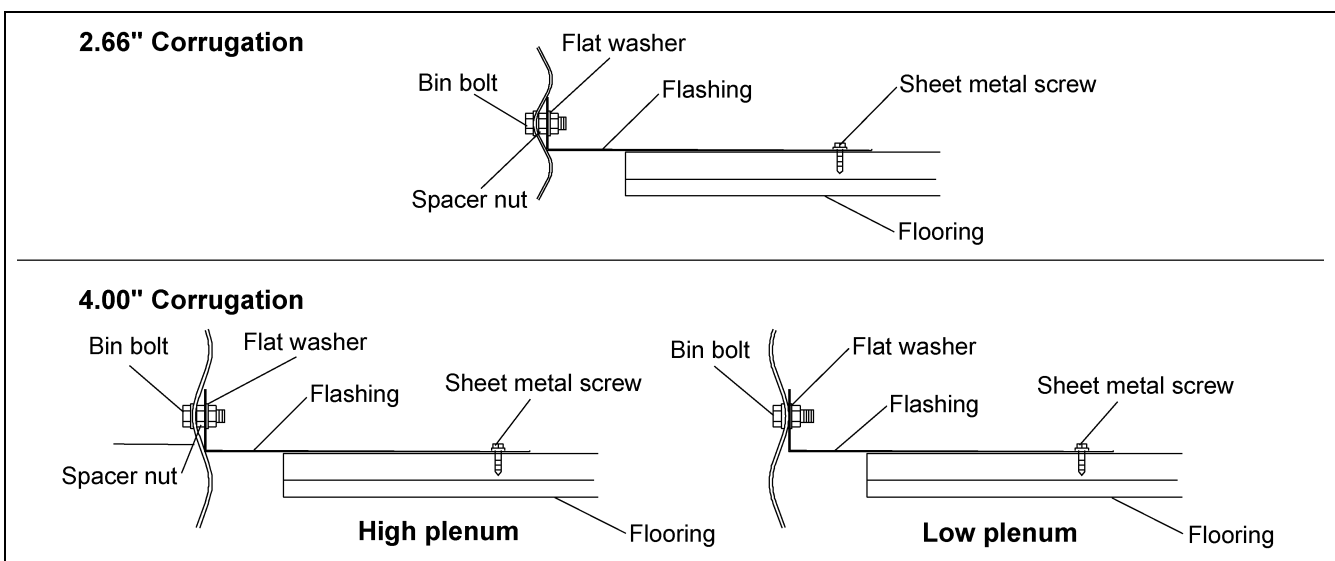 2.66" Corrugation
Flat washer
Bin bolt
Flashing
Sheet metal screw
Spacer nut
Flooring
4.00" Corrugation
Bin bolt
Flat washer
Flashing
Sheet metal screw
Spacer nut
High plenum
Flooring
Bin bolt
Flat washer
Flashing
Sheet metal screw
Low plenum
Flooring